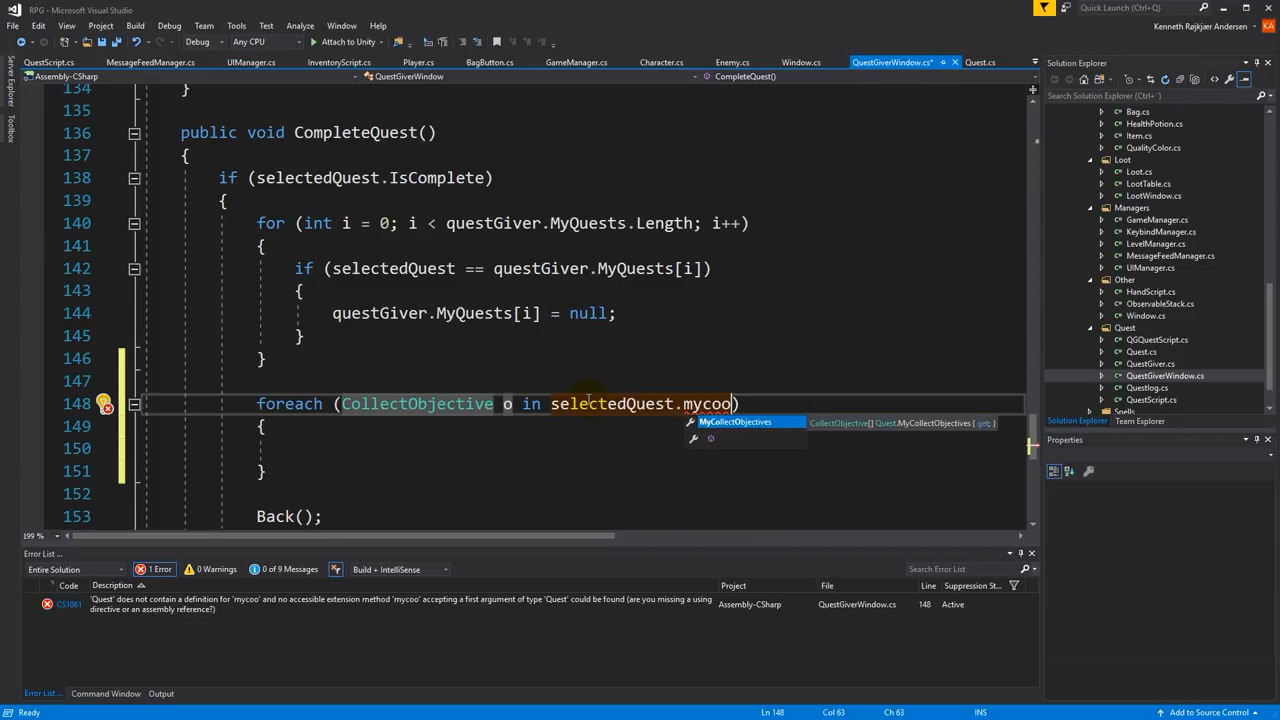 RPG - Microsoft Visual Studio
Quick Launch (Ctrl+Q)
File Edit View Project Build Debug Team Tools Test Analyze Window Help
Kenneth Røjkjær Andersen KA
Debug Any CPU Attach to Unity
Server Explorer
Toolbox
QuestScript.cs MessageFeedManager.cs UIManager.cs InventoryScript.cs Player.cs BagButton.cs GameManager.cs Character.cs Enemy.cs Window.cs QuestGiverWindow.cs* Quest.cs
Assembly-CSharp QuestGiverWindow CompleteQuest()
134 }
135
136 public void CompleteQuest()
137 {
138 if (selectedQuest.IsComplete)
139 {
140 for (int i = 0; i < questGiver.MyQuests.Length; i++)
141 {
142 if (selectedQuest == questGiver.MyQuests[i])
143 {
144 questGiver.MyQuests[i] = null;
145 }
146 }
147
148 foreach (CollectObjective o in selectedQuest.mycoo)
MyCollectObjectives CollectObjective[] Quest.MyCollectObjectives { get; }
149 {
150
151 }
152
153 Back();
199 %
Solution Explorer
Search Solution Explorer (Ctrl+¨)
Bag.cs
HealthPotion.cs
Item.cs
QualityColor.cs
Loot
Loot.cs
LootTable.cs
LootWindow.cs
Managers
GameManager.cs
KeybindManager.cs
LevelManager.cs
MessageFeedManager.cs
UIManager.cs
Other
HandScript.cs
ObservableStack.cs
Window.cs
Quest
QGQuestScript.cs
Quest.cs
QuestGiver.cs
QuestGiverWindow.cs
Questlog.cs
Spells
Solution Explorer Team Explorer
Properties
Error List ...
Entire Solution 1 Error 0 Warnings 0 of 9 Messages Build + IntelliSense Search Error List
Code Description Project File Line Suppression St...
CS1061 'Quest' does not contain a definition for 'mycoo' and no accessible extension method 'mycoo' accepting a first argument of type 'Quest' could be found (are you missing a using Assembly-CSharp QuestGiverWindow.cs 148 Active
directive or an assembly reference?)
Error List ... Command Window Output
Ready Ln 148 Col 63 Ch 63 INS Add to Source Control